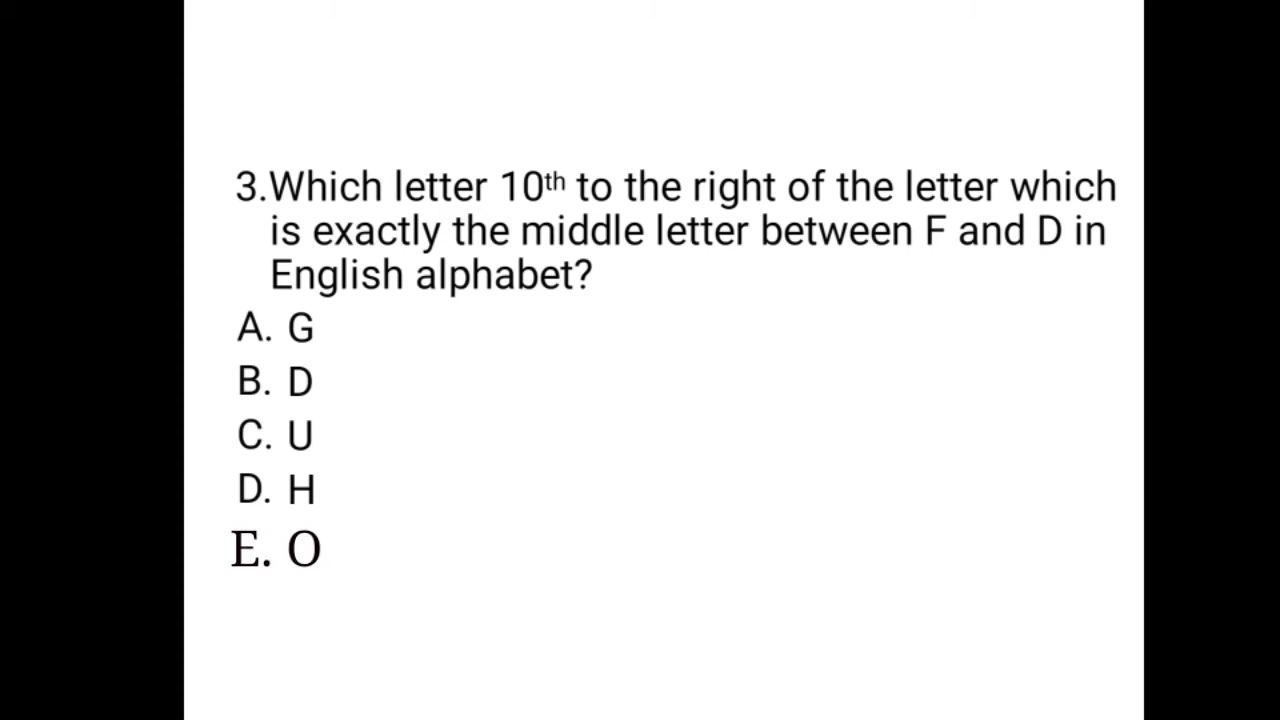 3.Which letter 10th to the right of the letter which
is exactly the middle letter between F and D in
English alphabet?
A. G
B. D
C. U
D. H
E. O